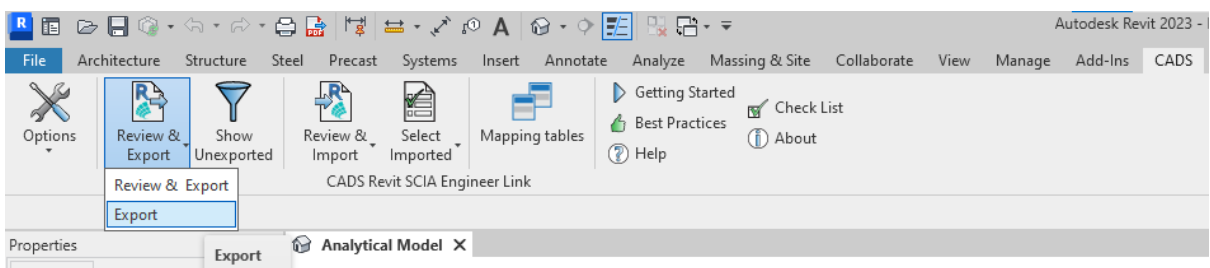 Autodesk Revit 2023 -
File Architecture Structure Steel Precast Systems Insert Annotate Analyze Massing & Site Collaborate View Manage Add-Ins CADS
Options
Review & Export
Show Unexported
Review & Import
Select Imported
Mapping tables
Getting Started
Best Practices
Help
Check List
About
CADS Revit SCIA Engineer Link
Review & Export
Export
Properties
Export
Analytical Model X